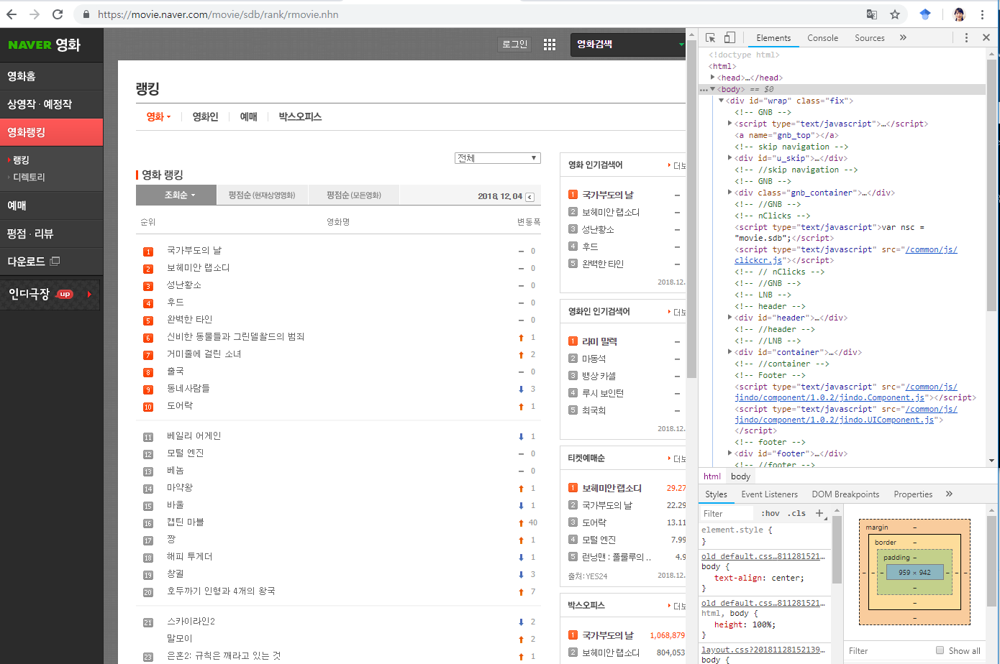 https://movie.naver.com/movie/sdb/rank/rmovie.nhn
NAVER 영화
영화홈
상영작 · 예정작
영화랭킹
랭킹
디렉토리
예매
평점 · 리뷰
다운로드
인디극장 up
로그인
영화검색
랭킹
영화 영화인 예매 박스오피스
전체
영화 랭킹
조회순 평점순 (현재상영영화) 평점순 (모든영화) 2018. 12. 04
순위 영화명 변동폭
1 국가부도의 날 0
2 보헤미안 랩소디 0
3 성난황소 0
4 후드 0
5 완벽한 타인 0
6 신비한 동물들과 그린델왈드의 범죄 1
7 거미줄에 걸린 소녀 2
8 출국 0
9 동네사람들 3
10 도어락 1
11 베일리 어게인 1
12 모털 엔진 0
13 베놈 0
14 마약왕 1
15 바울 1
16 캡틴 마블 40
17 짱 1
18 해피 투게더 1
19 창궐 3
20 호두까기 인형과 4개의 왕국 7
21 스카이라인2 2
말모이 2
23 은혼2: 규칙은 깨라고 있는 것 1
영화 인기검색어 더보
1 국가부도의 날 –
2 보헤미안 랩소디 –
3 성난황소 –
4 후드 –
5 완벽한 타인 –
2018.12.
영화인 인기검색어 더보
1 라미 말렉 –
2 마동석 –
3 뱅상 카셀 –
4 루시 보인턴 –
5 최국희 –
2018.12.
티켓예매순 더보
1 보헤미안 랩소디 29.27
2 국가부도의 날 22.29
3 도어락 13.11
4 모털 엔진 7.99
5 런닝맨 : 풀룰루의 .. 4.9
출처: YES24 2018.12.
박스오피스 더보
1 국가부도의 날 1,068,879
2 보헤미안 랩소디 804,053
Elements Console Sources »
<!doctype html>
<html>
<head>…</head>
… <body> == $0
<div id="wrap" class="fix">
<!-- GNB -->
<script type="text/javascript">…</script>
<a name="gnb_top"></a>
<!-- skip navigation -->
<div id="u_skip">…</div>
<!-- //skip navigation -->
<!-- GNB -->
<div class="gnb_container">…</div>
<!-- //GNB -->
<!-- nClicks -->
<script type="text/javascript">var nsc =
"movie.sdb";</script>
<script type="text/javascript" src="/common/js/
clickcr.js"></script>
<!-- // nClicks -->
<!-- //GNB -->
<!-- LNB -->
<!-- header -->
<div id="header">…</div>
<!-- //header -->
<!-- //LNB -->
<div id="container">…</div>
<!-- //container -->
<!-- Footer -->
<script type="text/javascript" src="/common/js/
jindo/component/1.0.2/jindo.Component.js"></script>
<script type="text/javascript" src="/common/js/
jindo/component/1.0.2/jindo.UIComponent.js">
</script>
<!-- footer -->
<div id="footer">…</div>
<!-- //footer -->
html body
Styles Event Listeners DOM Breakpoints Properties »
Filter :hov .cls +
element.style {
}
old_default.css…811281521…
body {
text-align: center;
}
old_default.css…811281521…
html, body {
height: 100%;
}
layout.css?20181128152139…
body {
margin –
border –
padding –
959 × 942
–
–
–
Filter Show all